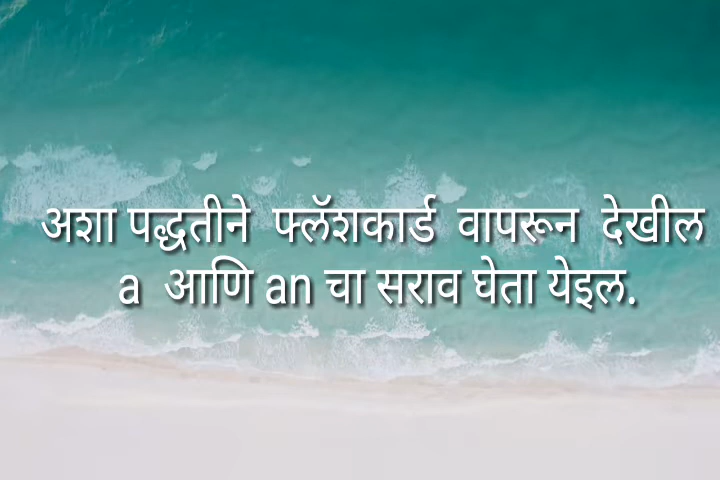 अशा पद्धतीने फ्लॅशकार्ड वापरून देखील
a आणि an चा सराव घेता येइल.